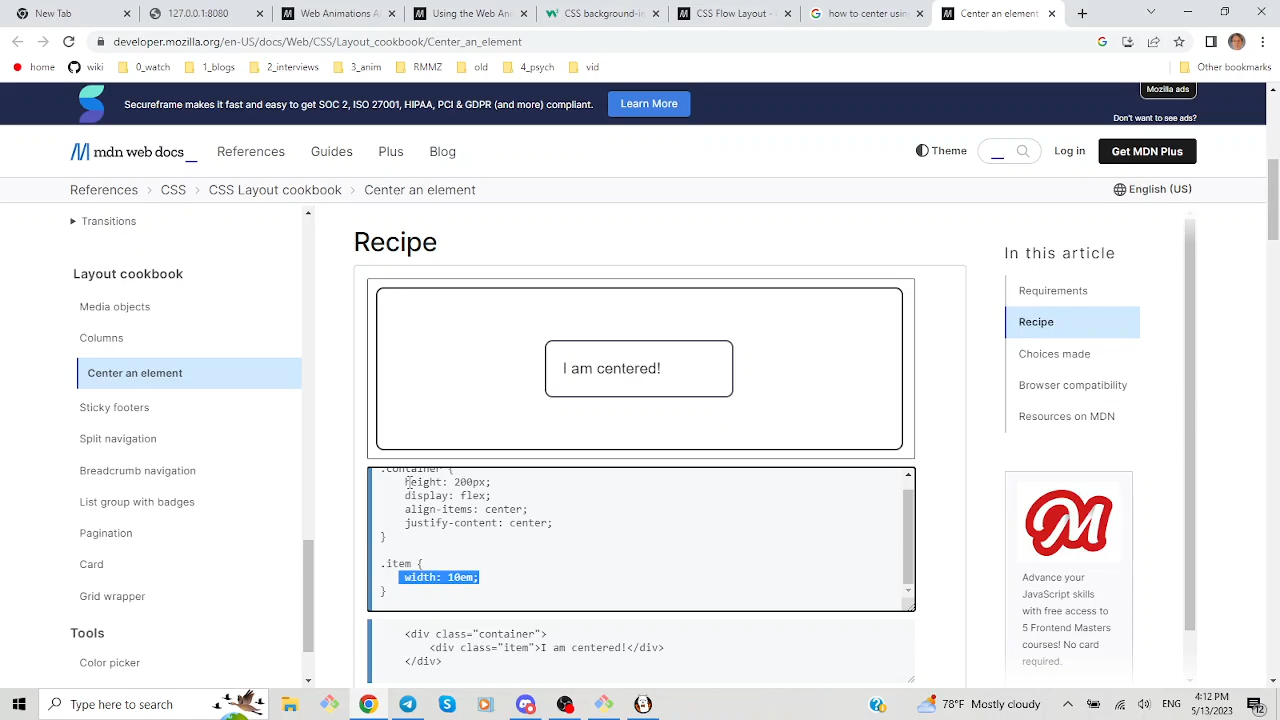 New Tab
127.0.0.1:8080
Web Animations A
Using the Web An
CSS background-in
CSS Flow Layout -
how to center using
Center an element
developer.mozilla.org/en-US/docs/Web/CSS/Layout_cookbook/Center_an_element
home
wiki
0_watch
1_blogs
2_interviews
3_anim
RMMZ
old
4_psych
vid
Other bookmarks
Secureframe makes it fast and easy to get SOC 2, ISO 27001, HIPAA, PCI & GDPR (and more) compliant.
Learn More
Mozilla ads
Don't want to see ads?
mdn web docs_
References
Guides
Plus
Blog
Theme
Log in
Get MDN Plus
References > CSS > CSS Layout cookbook > Center an element
English (US)
Transitions
Layout cookbook
Media objects
Columns
Center an element
Sticky footers
Split navigation
Breadcrumb navigation
List group with badges
Pagination
Card
Grid wrapper
Tools
Color picker
Recipe
I am centered!
.container {
height: 200px;
display: flex;
align-items: center;
justify-content: center;
}
.item {
width: 10em;
}
<div class="container">
<div class="item">I am centered!</div>
</div>
In this article
Requirements
Recipe
Choices made
Browser compatibility
Resources on MDN
Advance your
JavaScript skills
with free access to
5 Frontend Masters
courses! No card
required.
Type here to search
78°F Mostly cloudy
ENG
4:12 PM
5/13/2023
12